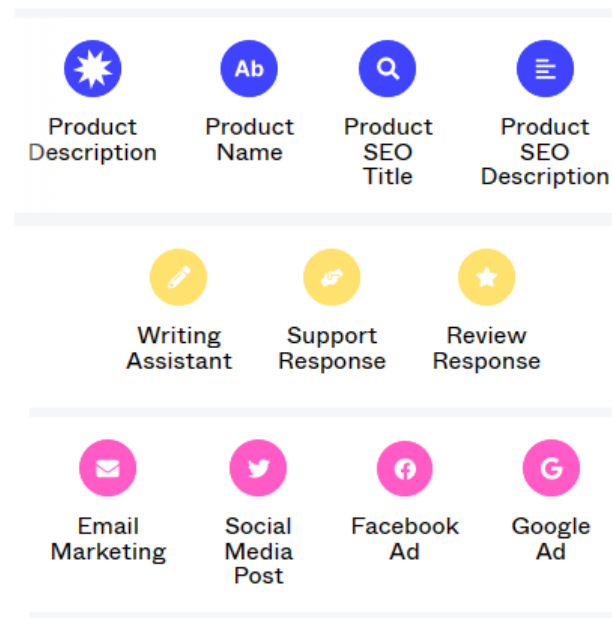 Ab
Product
Description
Product
Name
Product
SEO
Title
Product
SEO
Description
Writing
Assistant
Support
Response
Review
Response
Email
Marketing
Social
Media
Post
Facebook
Ad
G
Google
Ad